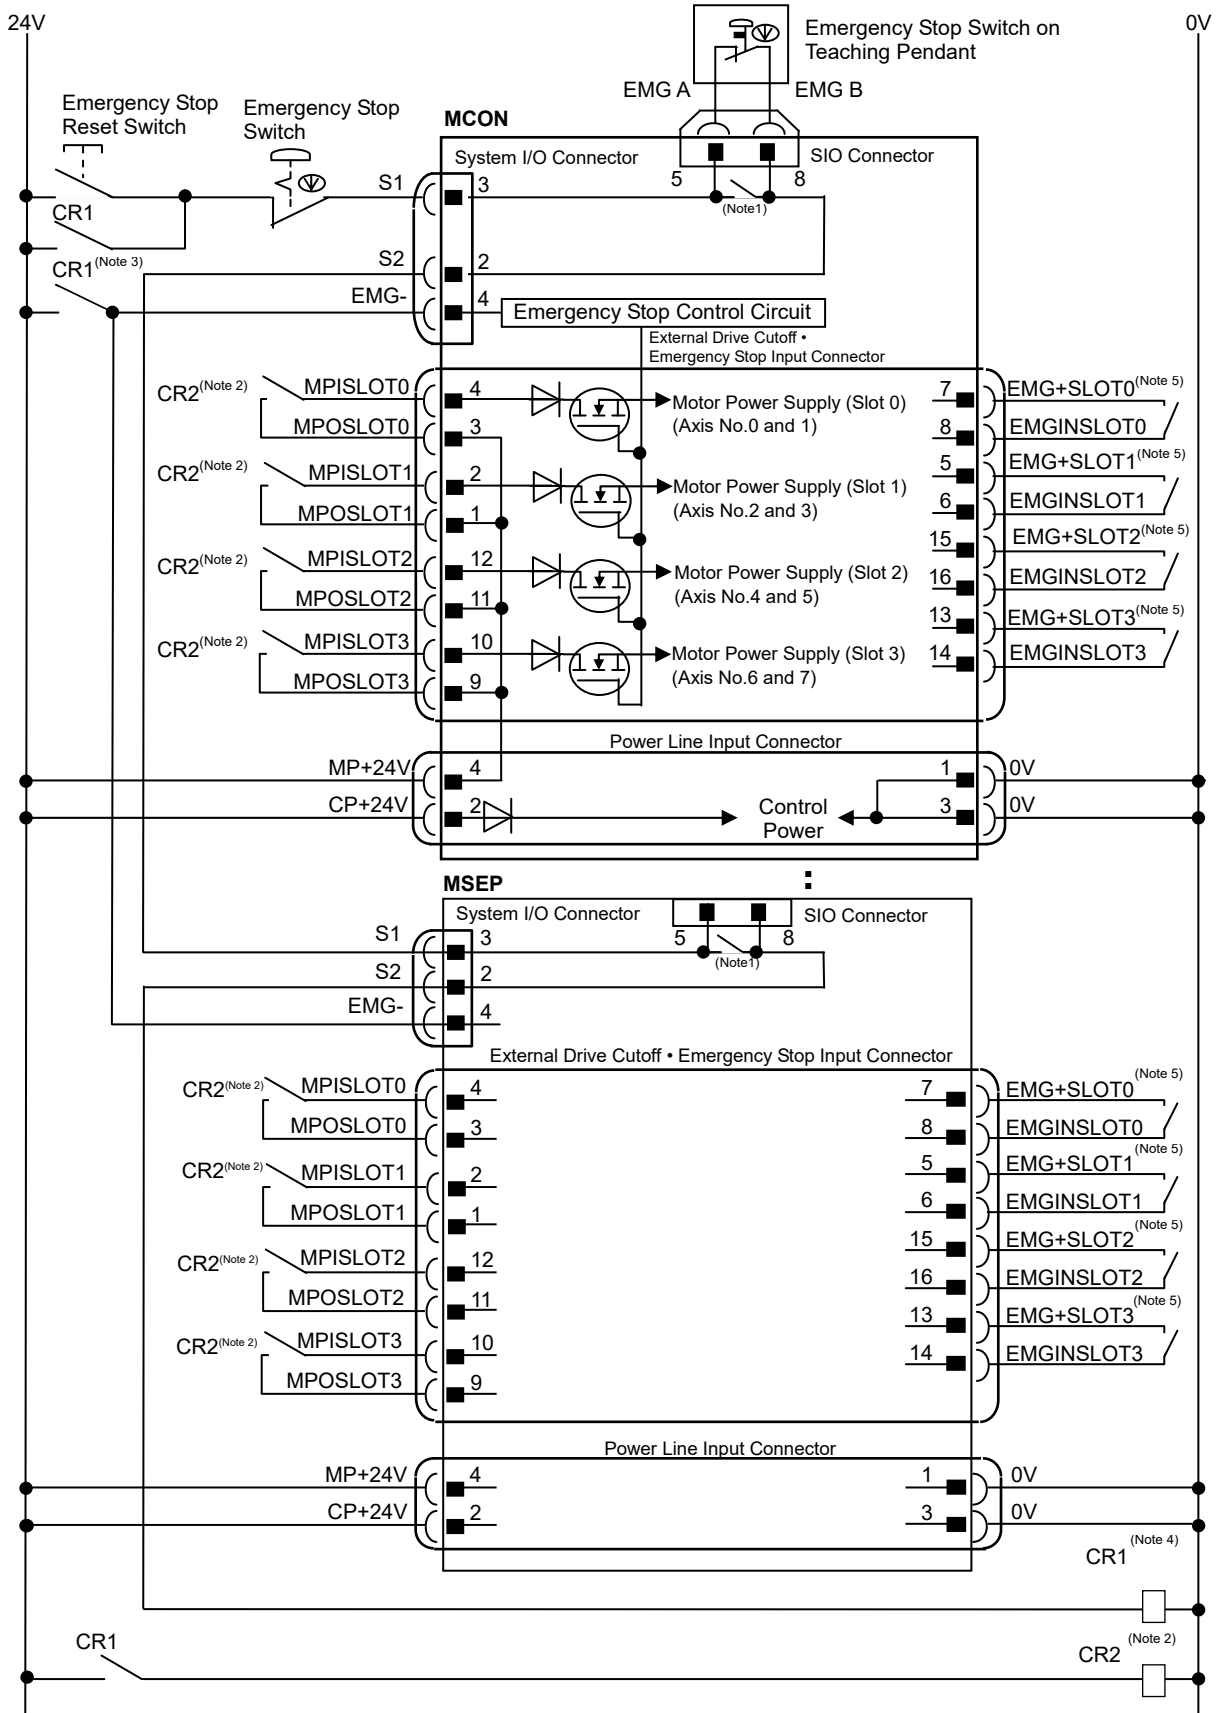 24V
0V
Emergency Stop Switch on
Teaching Pendant
EMG A
EMG B
Emergency Stop
Reset Switch
Emergency Stop
Switch
MCON
System I/O Connector
SIO Connector
S1
3
5
8
(Note1)
CR1
S2
2
CR1(Note 3)
EMG-
4
Emergency Stop Control Circuit
External Drive Cutoff •
Emergency Stop Input Connector
CR2(Note 2)
MPISLOT0
4
Motor Power Supply (Slot 0)
(Axis No.0 and 1)
7
EMG+SLOT0(Note 5)
MPOSLOT0
3
8
EMGINSLOT0
CR2(Note 2)
MPISLOT1
2
Motor Power Supply (Slot 1)
(Axis No.2 and 3)
5
EMG+SLOT1(Note 5)
MPOSLOT1
1
6
EMGINSLOT1
CR2(Note 2)
MPISLOT2
12
Motor Power Supply (Slot 2)
(Axis No.4 and 5)
15
EMG+SLOT2(Note 5)
MPOSLOT2
11
16
EMGINSLOT2
CR2(Note 2)
MPISLOT3
10
Motor Power Supply (Slot 3)
(Axis No.6 and 7)
13
EMG+SLOT3(Note 5)
MPOSLOT3
9
14
EMGINSLOT3
Power Line Input Connector
MP+24V
4
1
0V
CP+24V
2
Control
Power
3
0V
MSEP
:
System I/O Connector
SIO Connector
S1
3
5
8
(Note1)
S2
2
EMG-
4
External Drive Cutoff • Emergency Stop Input Connector
CR2(Note 2)
MPISLOT0
4
7
EMG+SLOT0
(Note 5)
MPOSLOT0
3
8
EMGINSLOT0
CR2(Note 2)
MPISLOT1
2
5
EMG+SLOT1
(Note 5)
MPOSLOT1
1
6
EMGINSLOT1
CR2(Note 2)
MPISLOT2
12
15
EMG+SLOT2
(Note 5)
MPOSLOT2
11
16
EMGINSLOT2
CR2(Note 2)
MPISLOT3
10
13
EMG+SLOT3
(Note 5)
MPOSLOT3
9
14
EMGINSLOT3
Power Line Input Connector
MP+24V
4
1
0V
CP+24V
2
3
0V
CR1
(Note 4)
CR1
CR2
(Note 2)